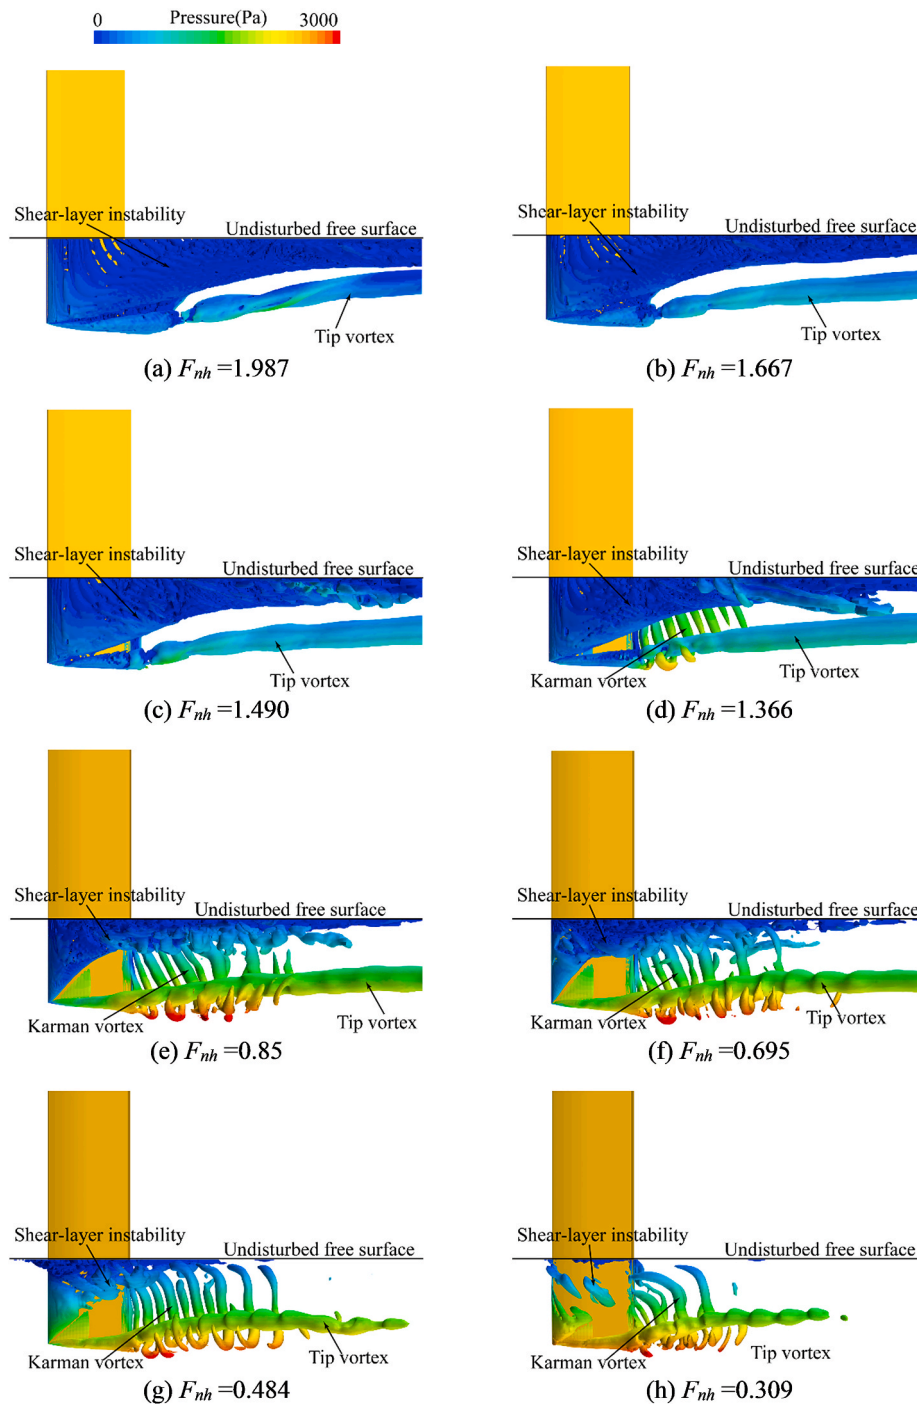 Pressure(Pa)
0 3000
Shear-layer instability
Undisturbed free surface
Tip vortex
(a) Fnh =1.987
Shear-layer instability
Undisturbed free surface
Tip vortex
(b) Fnh =1.667
Shear-layer instability
Undisturbed free surface
Tip vortex
(c) Fnh =1.490
Shear-layer instability
Undisturbed free surface
Karman vortex
Tip vortex
(d) Fnh =1.366
Shear-layer instability
Undisturbed free surface
Karman vortex
Tip vortex
(e) Fnh =0.85
Shear-layer instability
Undisturbed free surface
Karman vortex
Tip vortex
(f) Fnh =0.695
Shear-layer instability
Undisturbed free surface
Karman vortex
Tip vortex
(g) Fnh =0.484
Shear-layer instability
Undisturbed free surface
Karman vortex
Tip vortex
(h) Fnh =0.309